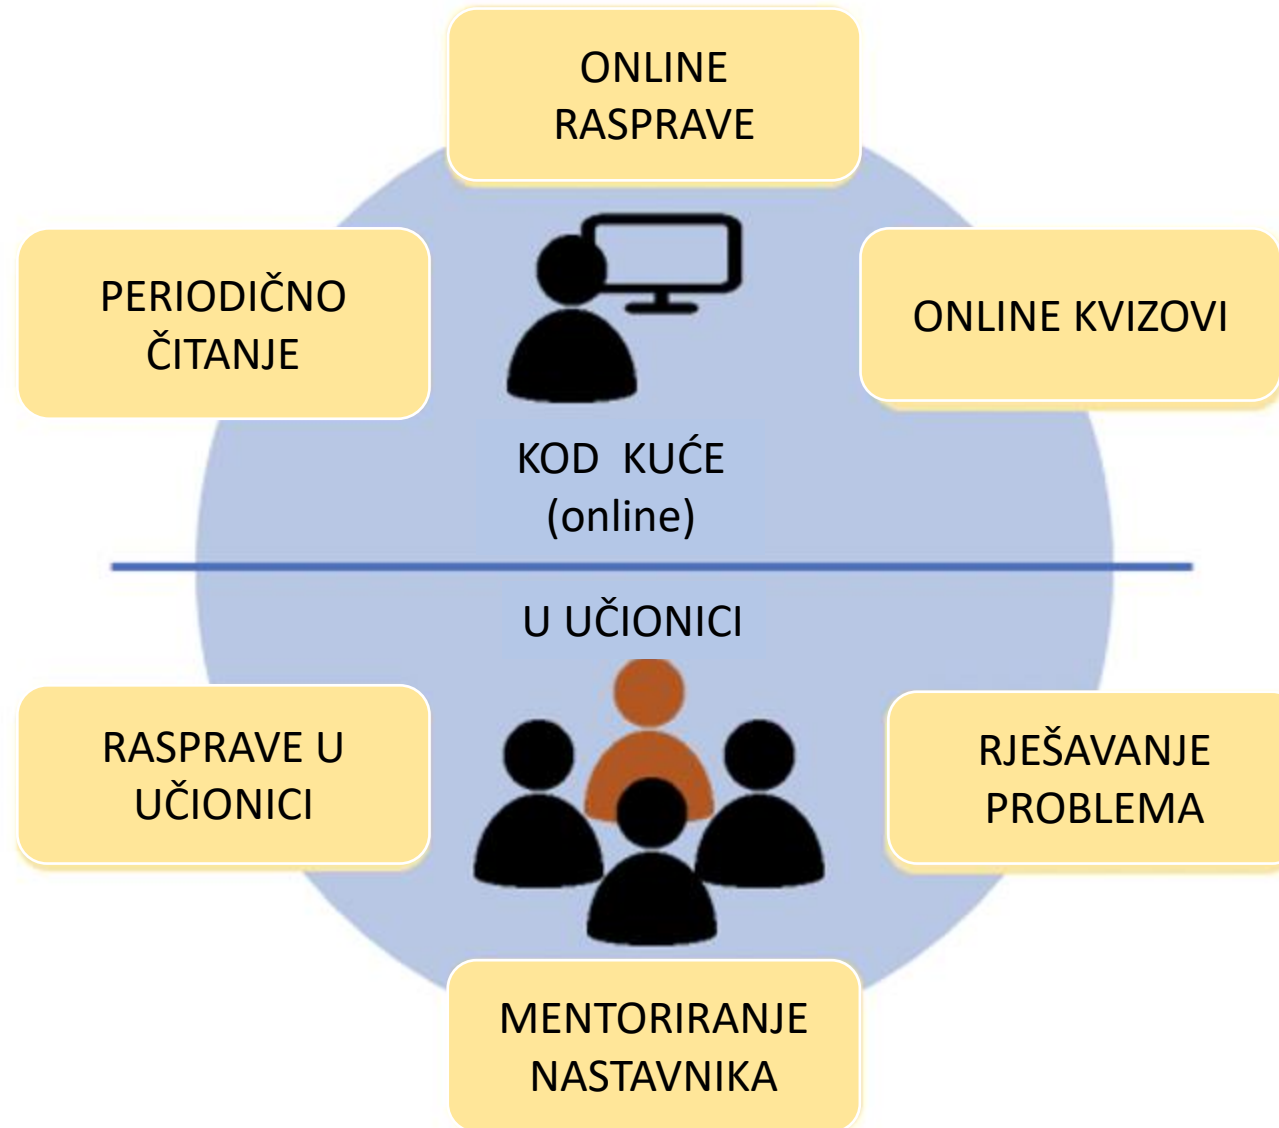 ONLINE
RASPRAVE
PERIODIČNO
ČITANJE
ONLINE KVIZOVI
KOD KUĆE
(online)
U UČIONICI
RASPRAVE U
UČIONICI
RJEŠAVANJE
PROBLEMA
MENTORIRANJE
NASTAVNIKA